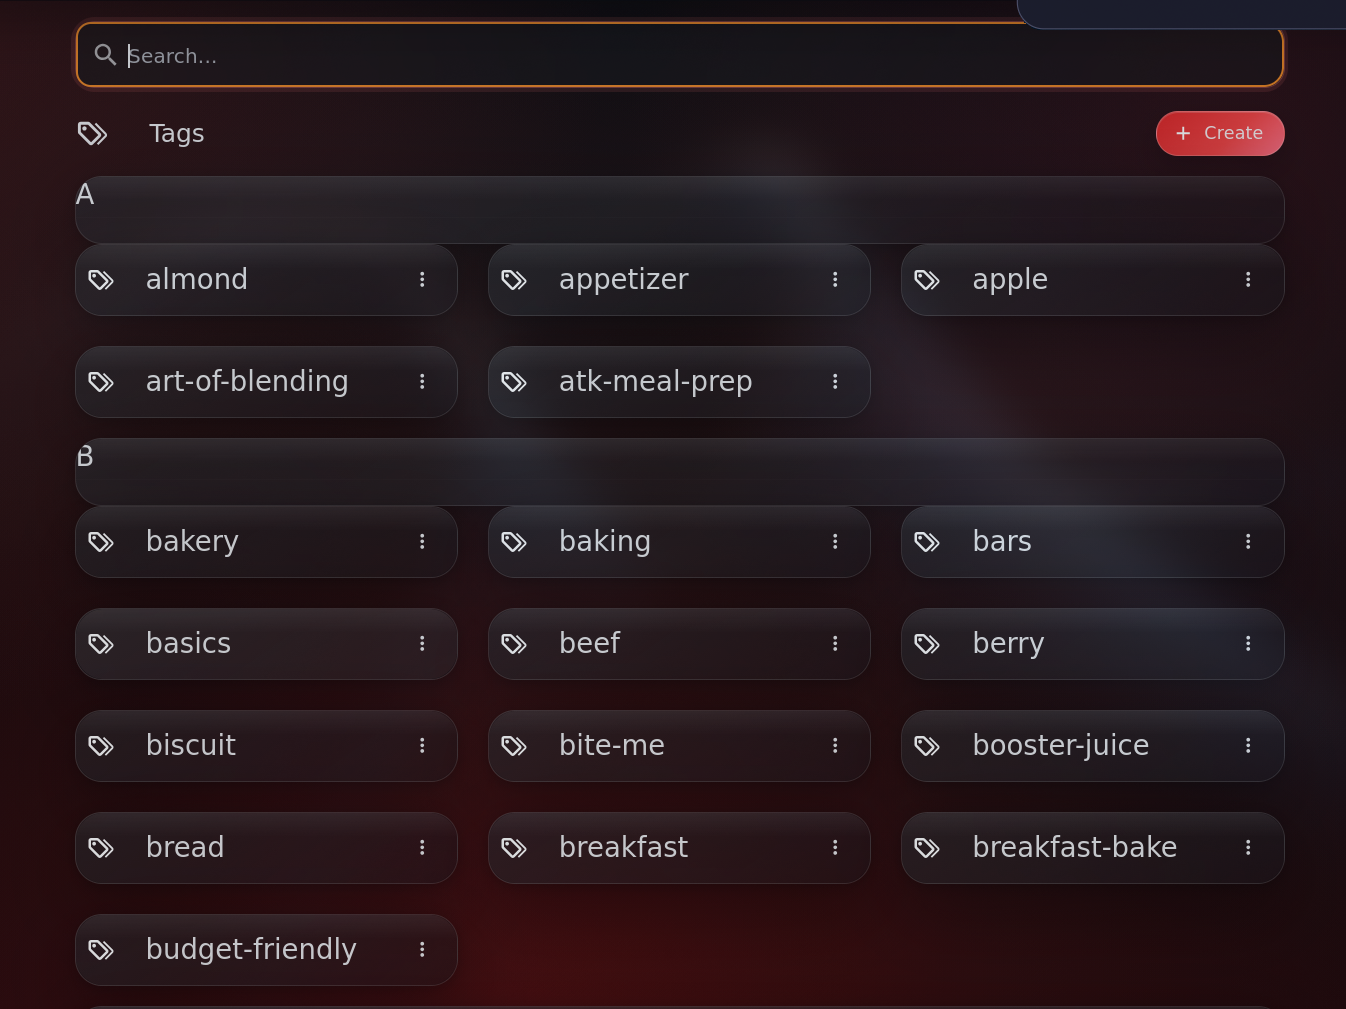 Search...
Tags
Create
A
almond
appetizer
apple
art-of-blending
atk-meal-prep
B
bakery
baking
bars
basics
beef
berry
biscuit
bite-me
booster-juice
bread
breakfast
breakfast-bake
budget-friendly